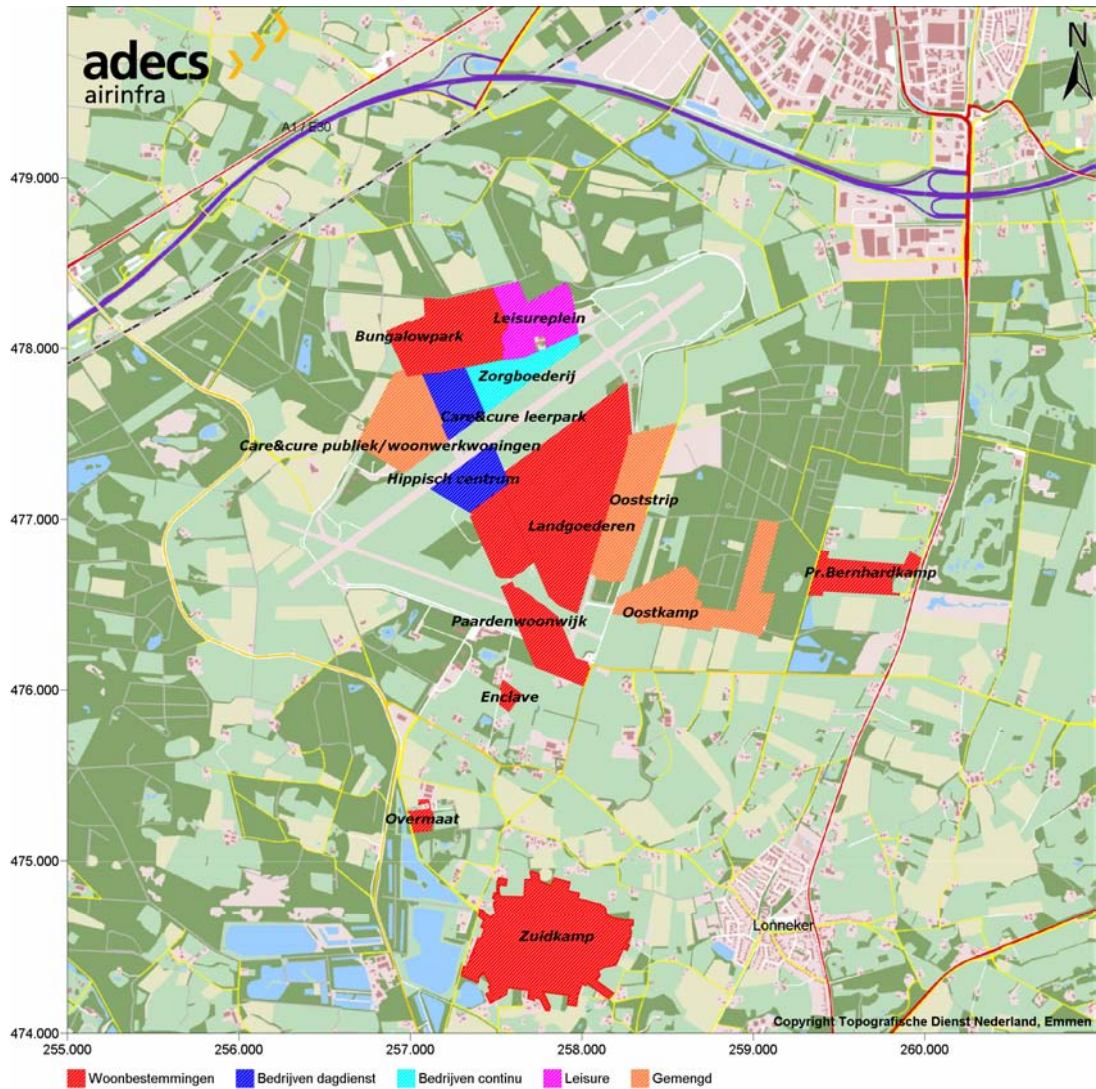 adecs
airinfra
N
A1 / E30
479.000
478.000
477.000
476.000
475.000
474.000
Leisureplein
Bungalowpark
Zorgboederij
Care&cure leerpark
Care&cure publiek/woonwerkwoningen
Hippisch centrum
Ooststrip
Landgoederen
Pr.Bernhardkamp
Oostkamp
Paardenwoonwijk
Enclave
Overmaat
Lonneker
Zuidkamp
Copyright Topografische Dienst Nederland, Emmen
255.000 256.000 257.000 258.000 259.000 260.000
Woonbestemmingen Bedrijven dagdienst Bedrijven continu Leisure Gemengd